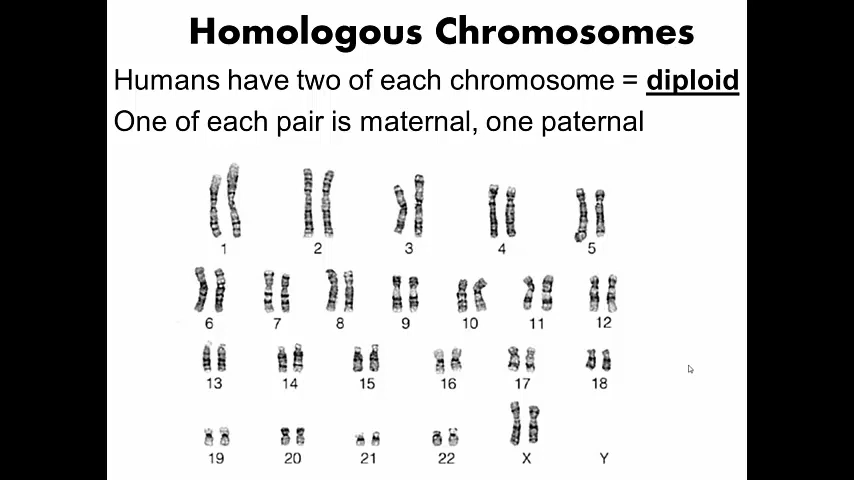 Homologous Chromosomes
Humans have two of each chromosome = diploid
One of each pair is maternal, one paternal
1 2 3 4 5
6 7 8 9 10 11 12
13 14 15 16 17 18
19 20 21 22 X Y